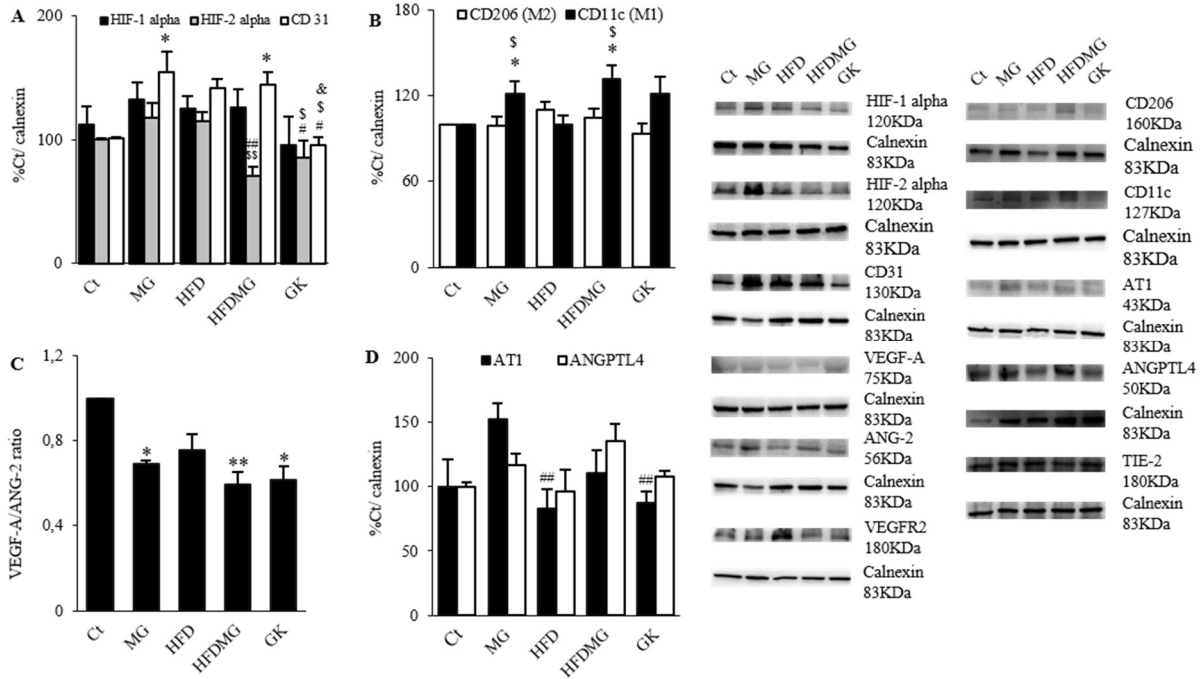 A
200
100
0
%Ct/ calnexin
HIF-1 alpha HIF-2 alpha CD 31
*
*
##
$$
$
#
&
$
#
Ct MG HFD HFDMG GK
B
180
120
60
0
%Ct/ calnexin
CD206 (M2) CD11c (M1)
$
*
$
*
Ct MG HFD HFDMG GK
C
1,2
0,8
0,4
0
VEGF-A/ANG-2 ratio
*
**
*
Ct MG HFD HFDMG GK
D
200
150
100
50
0
%Ct/ calnexin
AT1 ANGPTL4
##
##
Ct MG HFD HFDMG GK
Ct MG HFD HFDMG GK
HIF-1 alpha
120KDa
Calnexin
83KDa
HIF-2 alpha
120KDa
Calnexin
83KDa
CD31
130KDa
Calnexin
83KDa
VEGF-A
75KDa
Calnexin
83KDa
ANG-2
56KDa
Calnexin
83KDa
VEGFR2
180KDa
Calnexin
83KDa
Ct MG HFD HFDMG GK
CD206
160KDa
Calnexin
83KDa
CD11c
127KDa
Calnexin
83KDa
AT1
43KDa
Calnexin
83KDa
ANGPTL4
50KDa
Calnexin
83KDa
TIE-2
180KDa
Calnexin
83KDa